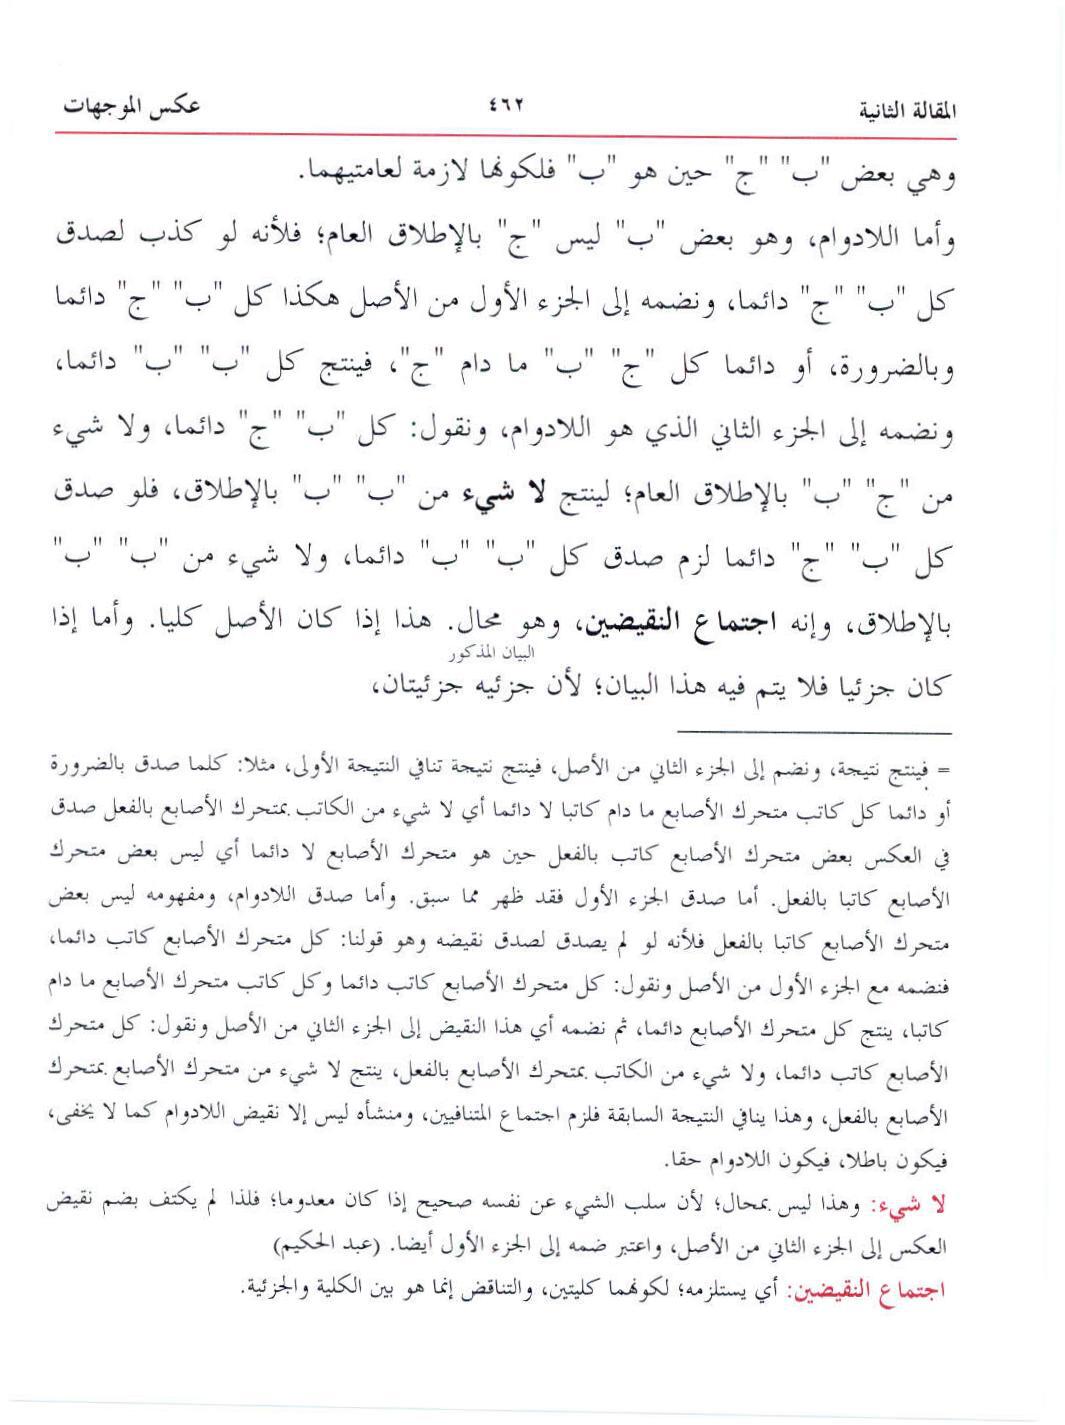 المقالة الثانية ٤٦٢ عكس الموجهات
وهي بعض "ب" "ج" حين هو "ب" فلكونها لازمة لعامتيهما.
وأما اللادوام، وهو بعض "ب" ليس "ج" بالإطلاق العام؛ فلأنه لو كذب لصدق
كل "ب" "ج" دائما، ونضمه إلى الجزء الأول من الأصل هكذا كل "ب" "ج" دائما
وبالضرورة، أو دائما كل "ج" "ب" ما دام "ج"، فينتج كل "ب" "ب" دائما،
ونضمه إلى الجزء الثاني الذي هو اللادوام، ونقول: كل "ب" "ج" دائما، ولا شيء
من "ج" "ب" بالإطلاق العام؛ لينتج لا شيء من "ب" "ب" بالإطلاق، فلو صدق
كل "ب" "ج" دائما لزم صدق كل "ب" "ب" دائما، ولا شيء من "ب" "ب"
بالإطلاق، وإنه اجتماع النقيضين، وهو محال. هذا إذا كان الأصل كليا. وأما إذا
البيان المذكور
كان جزئيا فلا يتم فيه هذا البيان؛ لأن جزئيه جزئيتان،
= فينتج نتيجة، ونضم إلى الجزء الثاني من الأصل، فينتج نتيجة تنافي النتيجة الأولى، مثلا: كلما صدق بالضرورة
أو دائما كل كاتب متحرك الأصابع ما دام كاتبا لا دائما أي لا شيء من الكاتب بمتحرك الأصابع بالفعل صدق
في العكس بعض متحرك الأصابع كاتب بالفعل حين هو متحرك الأصابع لا دائما أي ليس بعض متحرك
الأصابع كاتبا بالفعل. أما صدق الجزء الأول فقد ظهر مما سبق. وأما صدق اللادوام، ومفهومه ليس بعض
متحرك الأصابع كاتبا بالفعل فلأنه لو لم يصدق لصدق نقيضه وهو قولنا: كل متحرك الأصابع كاتب دائما،
فنضمه مع الجزء الأول من الأصل ونقول: كل متحرك الأصابع كاتب دائما وكل كاتب متحرك الأصابع ما دام
كاتبا، ينتج كل متحرك الأصابع دائما، ثم نضمه أي هذا النقيض إلى الجزء الثاني من الأصل ونقول: كل متحرك
الأصابع كاتب دائما، ولا شيء من الكاتب بمتحرك الأصابع بالفعل، ينتج لا شيء من متحرك الأصابع بمتحرك
الأصابع بالفعل، وهذا ينافي النتيجة السابقة فلزم اجتماع المتنافيين، ومنشأه ليس إلا نقيض اللادوام كما لا يخفى،
فيكون باطلا، فيكون اللادوام حقا.
لا شيء: وهذا ليس بمحال؛ لأن سلب الشيء عن نفسه صحيح إذا كان معدوما؛ فلذا لم يكتف بضم نقيض
العكس إلى الجزء الثاني من الأصل، واعتبر ضمه إلى الجزء الأول أيضا. (عبد الحكيم)
اجتماع النقيضين: أي يستلزمه؛ لكونهما كليتين، والتناقض إنما هو بين الكلية والجزئية.